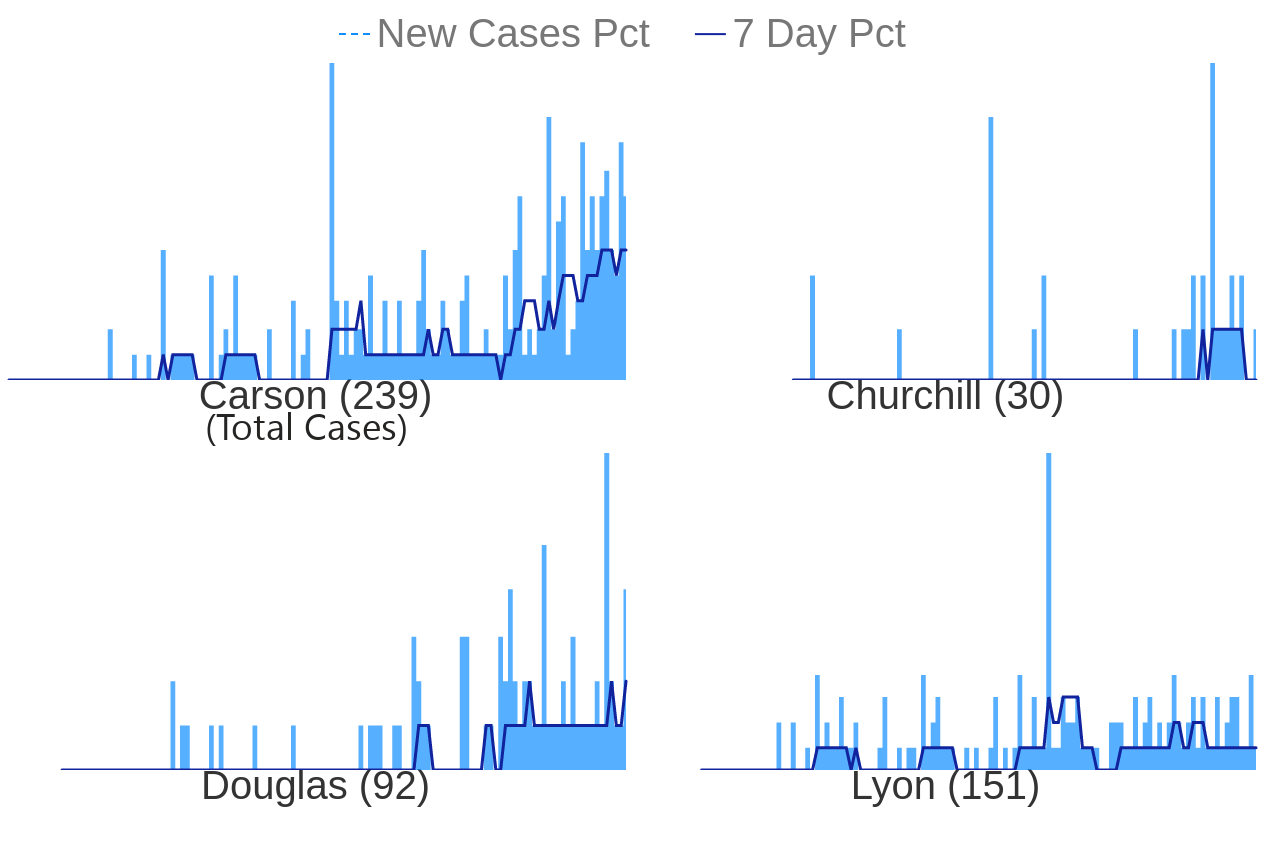 New Cases Pct 7 Day Pct
Carson (239)
(Total Cases)
Churchill (30)
Douglas (92)
Lyon (151)